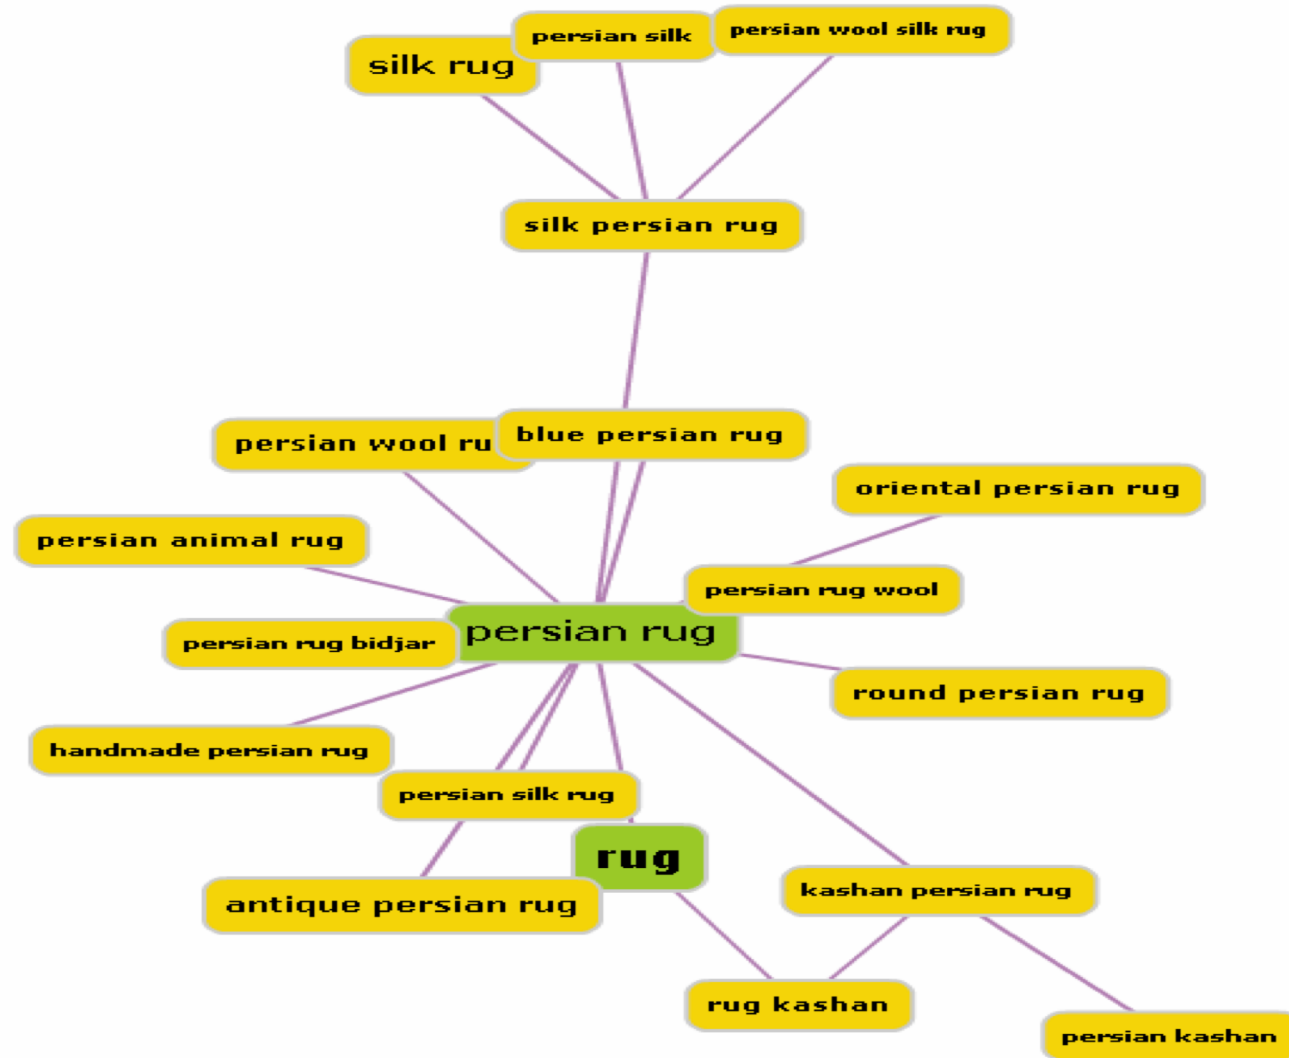 persian silk
persian wool silk rug
silk rug
silk persian rug
persian wool ru
blue persian rug
oriental persian rug
persian animal rug
persian rug wool
persian rug
persian rug bidjar
round persian rug
handmade persian rug
persian silk rug
rug
kashan persian rug
antique persian rug
rug kashan
persian kashan